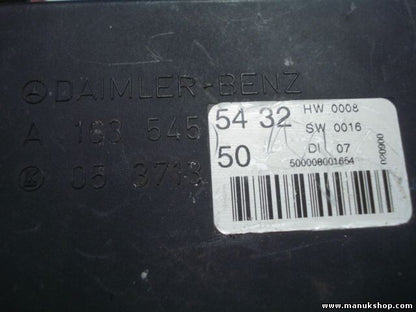 DAIMLER-BENZ
A 163 545 54 32
05 3713 50
HW 0008
SW 0016
DI 07
500008001654
020900
www.manukshop.com